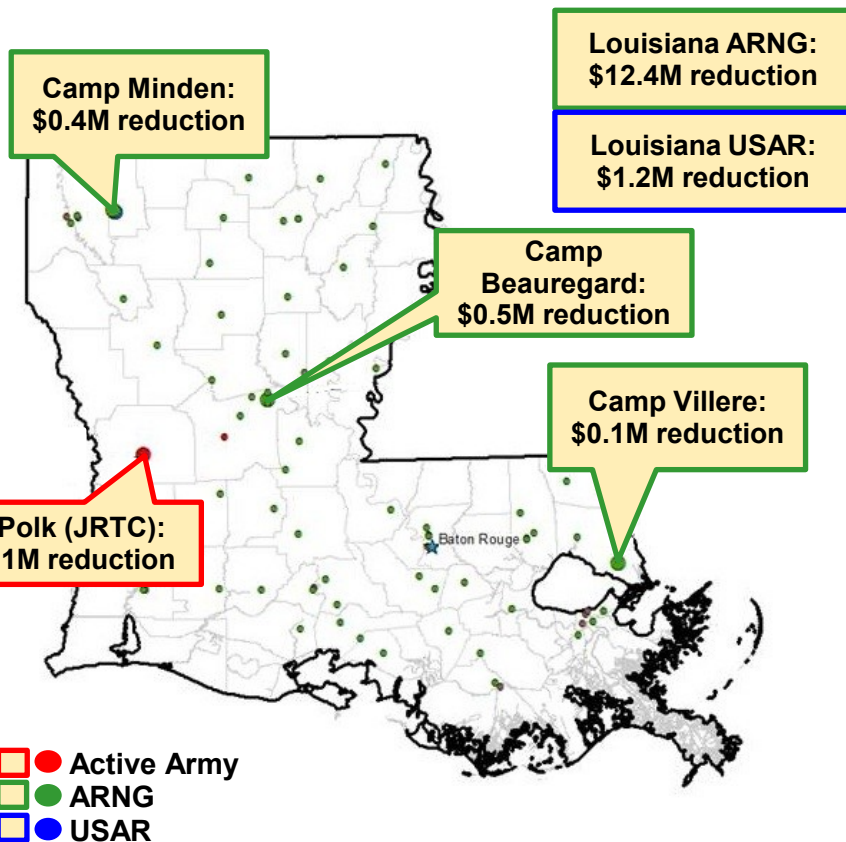 Louisiana ARNG:
$12.4M reduction
Camp Minden:
$0.4M reduction
Louisiana USAR:
$1.2M reduction
Camp
Beauregard:
$0.5M reduction
Camp Villere:
$0.1M reduction
Polk (JRTC):
1M reduction
Baton Rouge
Active Army
ARNG
USAR